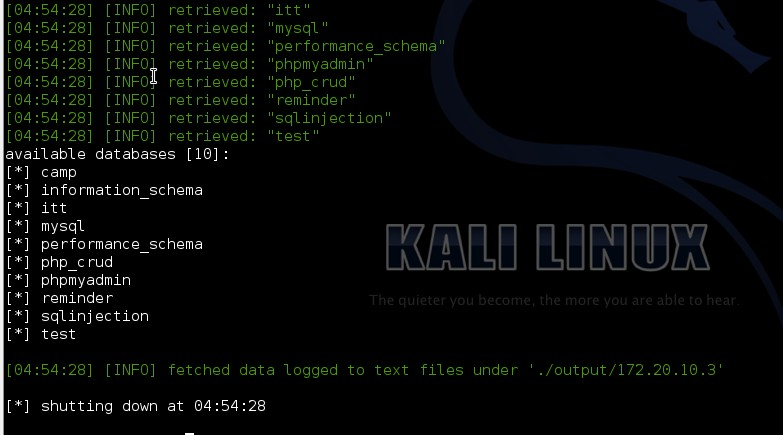 [04:54:28] [INFO] retrieved: "itt"
[04:54:28] [INFO] retrieved: "mysql"
[04:54:28] [INFO] retrieved: "performance_schema"
[04:54:28] [INFO] retrieved: "phpmyadmin"
[04:54:28] [INFO] retrieved: "php_crud"
[04:54:28] [INFO] retrieved: "reminder"
[04:54:28] [INFO] retrieved: "sqlinjection"
[04:54:28] [INFO] retrieved: "test"
available databases [10]:
[*] camp
[*] information_schema
[*] itt
[*] mysql
[*] performance_schema
[*] php_crud
[*] phpmyadmin
[*] reminder
[*] sqlinjection
[*] test
[04:54:28] [INFO] fetched data logged to text files under './output/172.20.10.3'
[*] shutting down at 04:54:28
KALI LINUX
The quieter you become, the more you are able to hear.